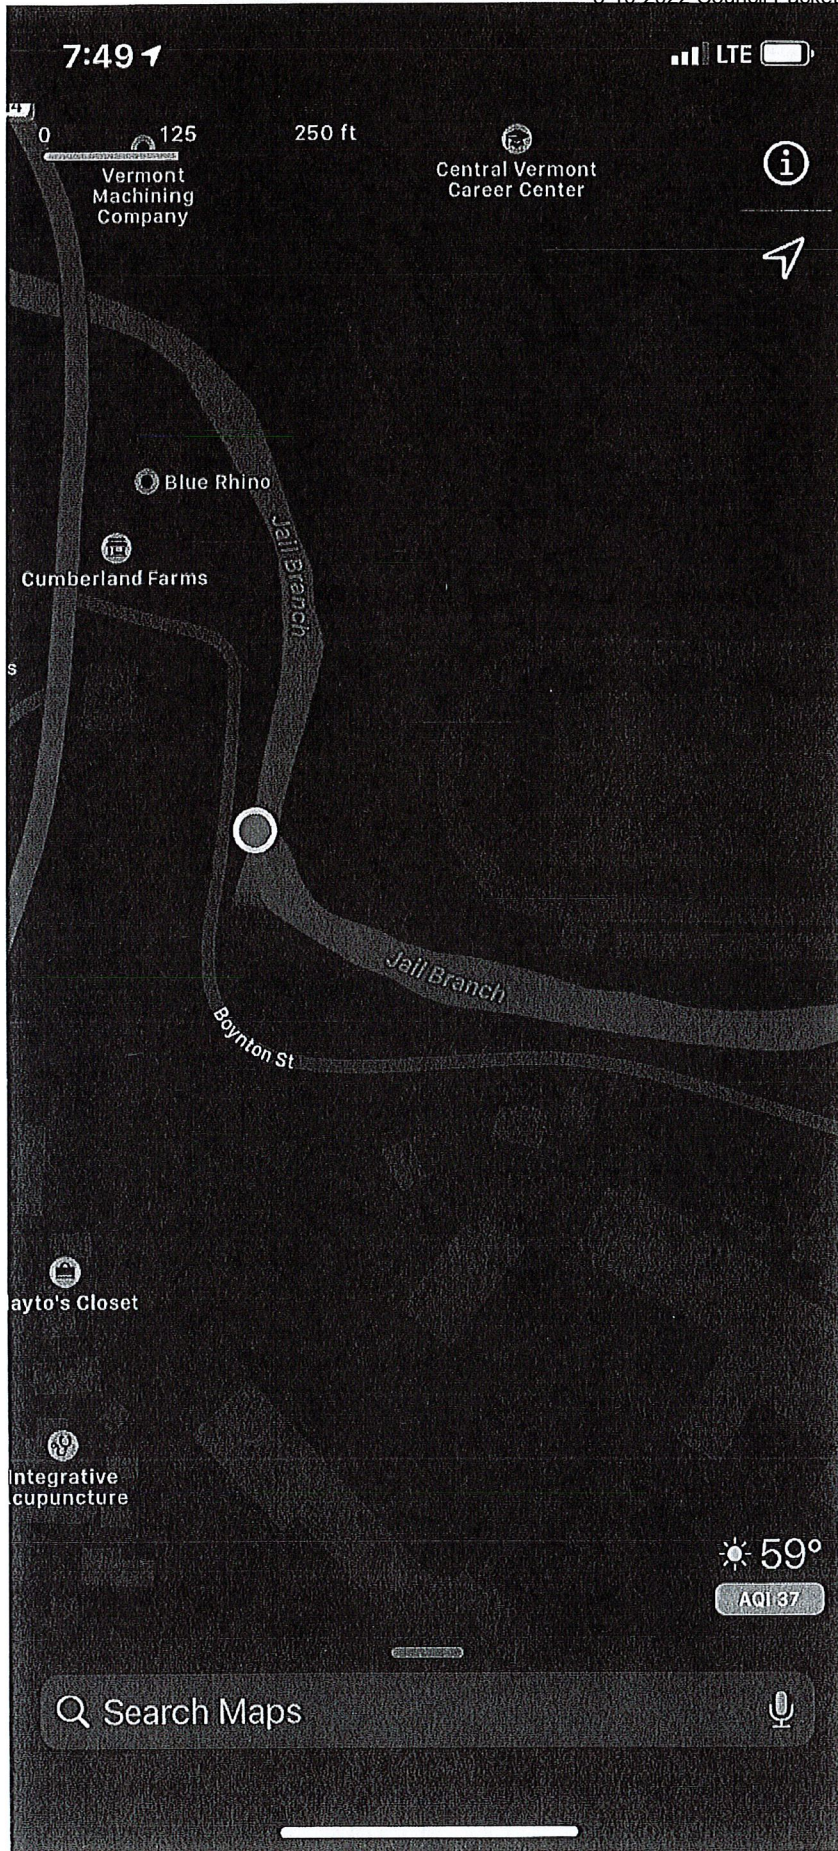 7:49
LTE
0 125 250 ft
Vermont
Machining
Company
Central Vermont
Career Center
Blue Rhino
Jail Branch
Cumberland Farms
s
Jail Branch
Boynton St
layto's Closet
Integrative
cupuncture
59°
AQI 37
Search Maps